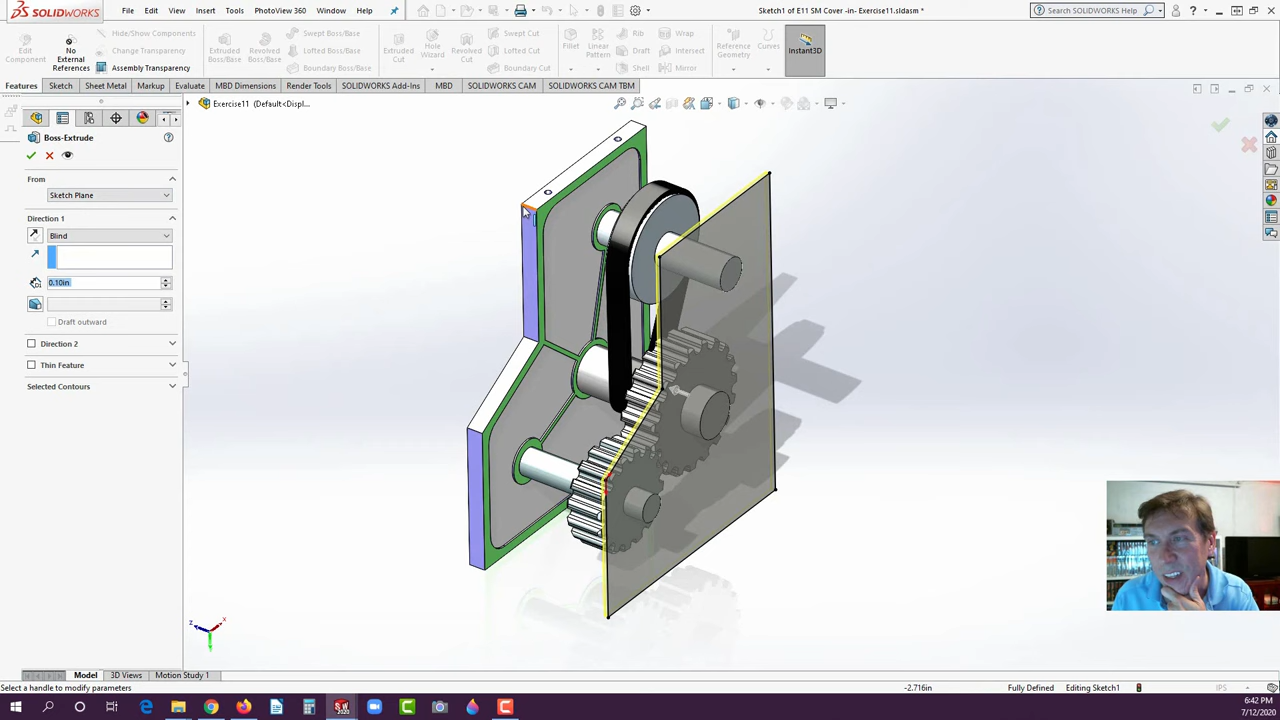 SOLIDWORKS File Edit View Insert Tools PhotoView 360 Window Sketch1 of E11 SM Cover -in- Exercise11.sldasm * Search SOLIDWORKS Help
Edit Component
No External References
Hide/Show Components
Change Transparency
Assembly Transparency
Extruded Boss/Base
Revolved Boss/Base
Swept Boss/Base
Lofted Boss/Base
Boundary Boss/Base
Extruded Cut
Hole Wizard
Revolved Cut
Swept Cut
Lofted Cut
Boundary Cut
Fillet
Linear Pattern
Rib
Draft
Shell
Wrap
Intersect
Mirror
Reference Geometry
Curves
Instant3D
Features Sketch Sheet Metal Markup Evaluate MBD Dimensions Render Tools SOLIDWORKS Add-Ins MBD SOLIDWORKS CAM SOLIDWORKS CAM TBM
Exercise11 (Default<Displ...
Boss-Extrude
From
Sketch Plane
Direction 1
Blind
0.10in
Draft outward
Direction 2
Thin Feature
Selected Contours
z x
Y
Model 3D Views Motion Study 1
Select a handle to modify parameters -2.716in Fully Defined Editing Sketch1 IPS
6:42 PM
7/12/2020